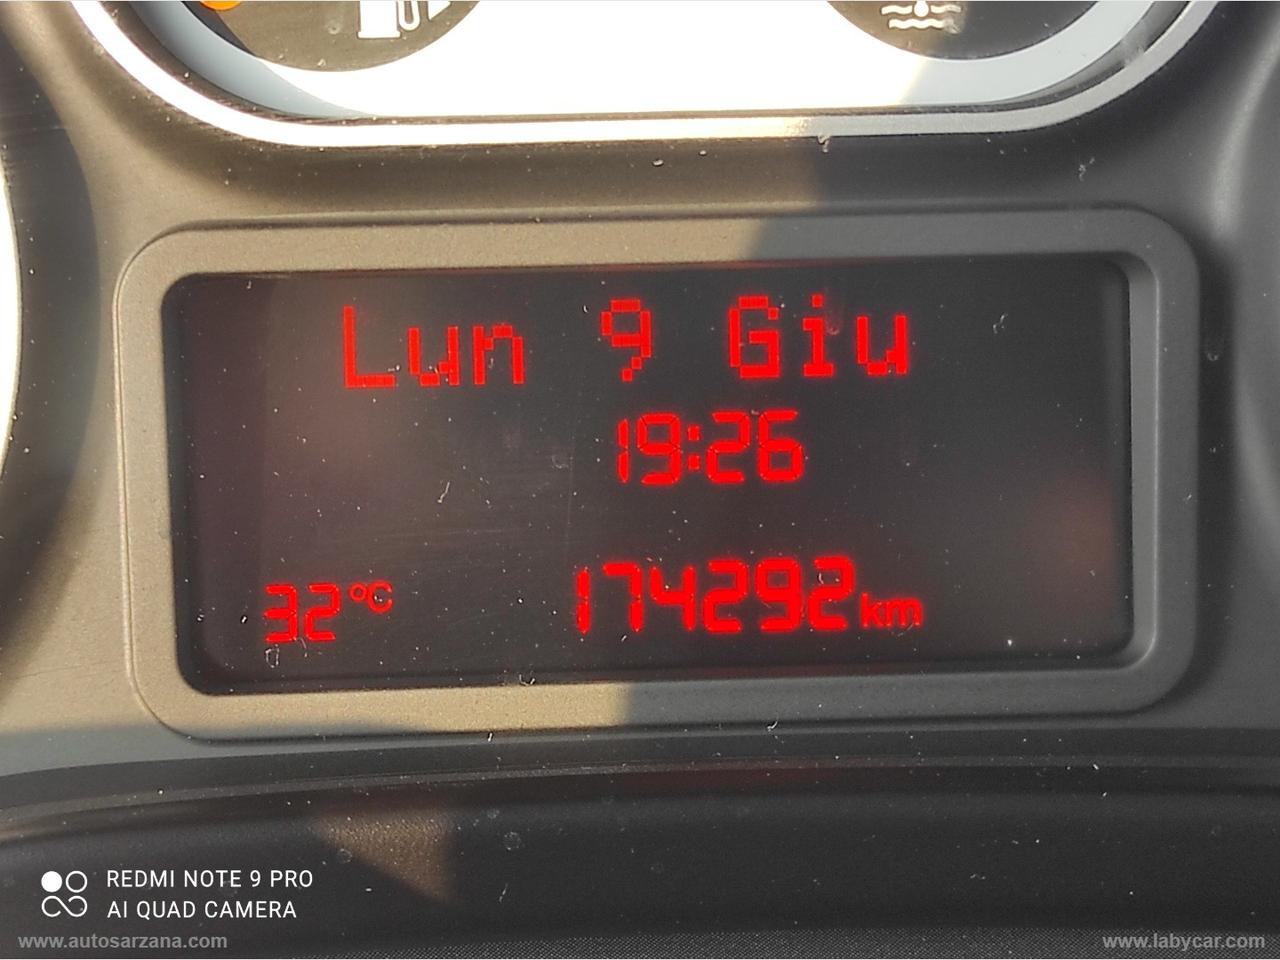 Lun 9 Giu
19:26
32°C 174292km
REDMI NOTE 9 PRO
AI QUAD CAMERA
www.autosarzana.com
www.labycar.com